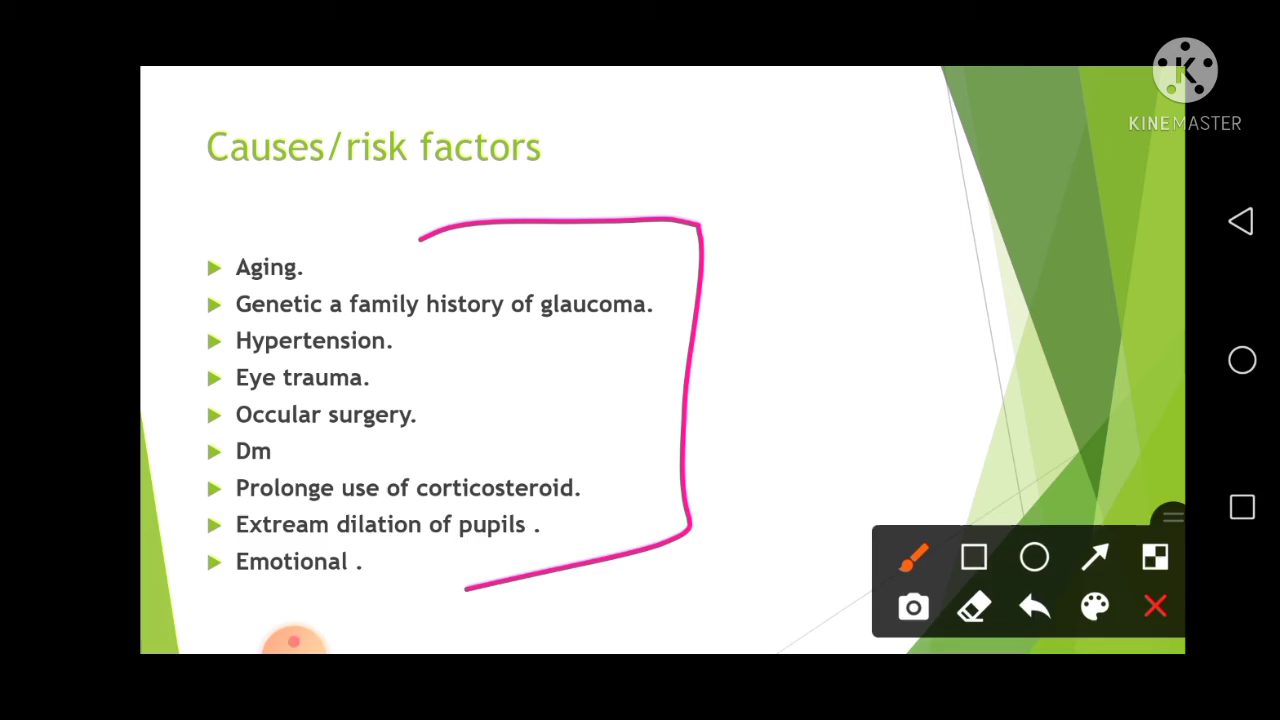 KINEMASTER
Causes/risk factors
Aging.
Genetic a family history of glaucoma.
Hypertension.
Eye trauma.
Occular surgery.
Dm
Prolonge use of corticosteroid.
Extream dilation of pupils .
Emotional .